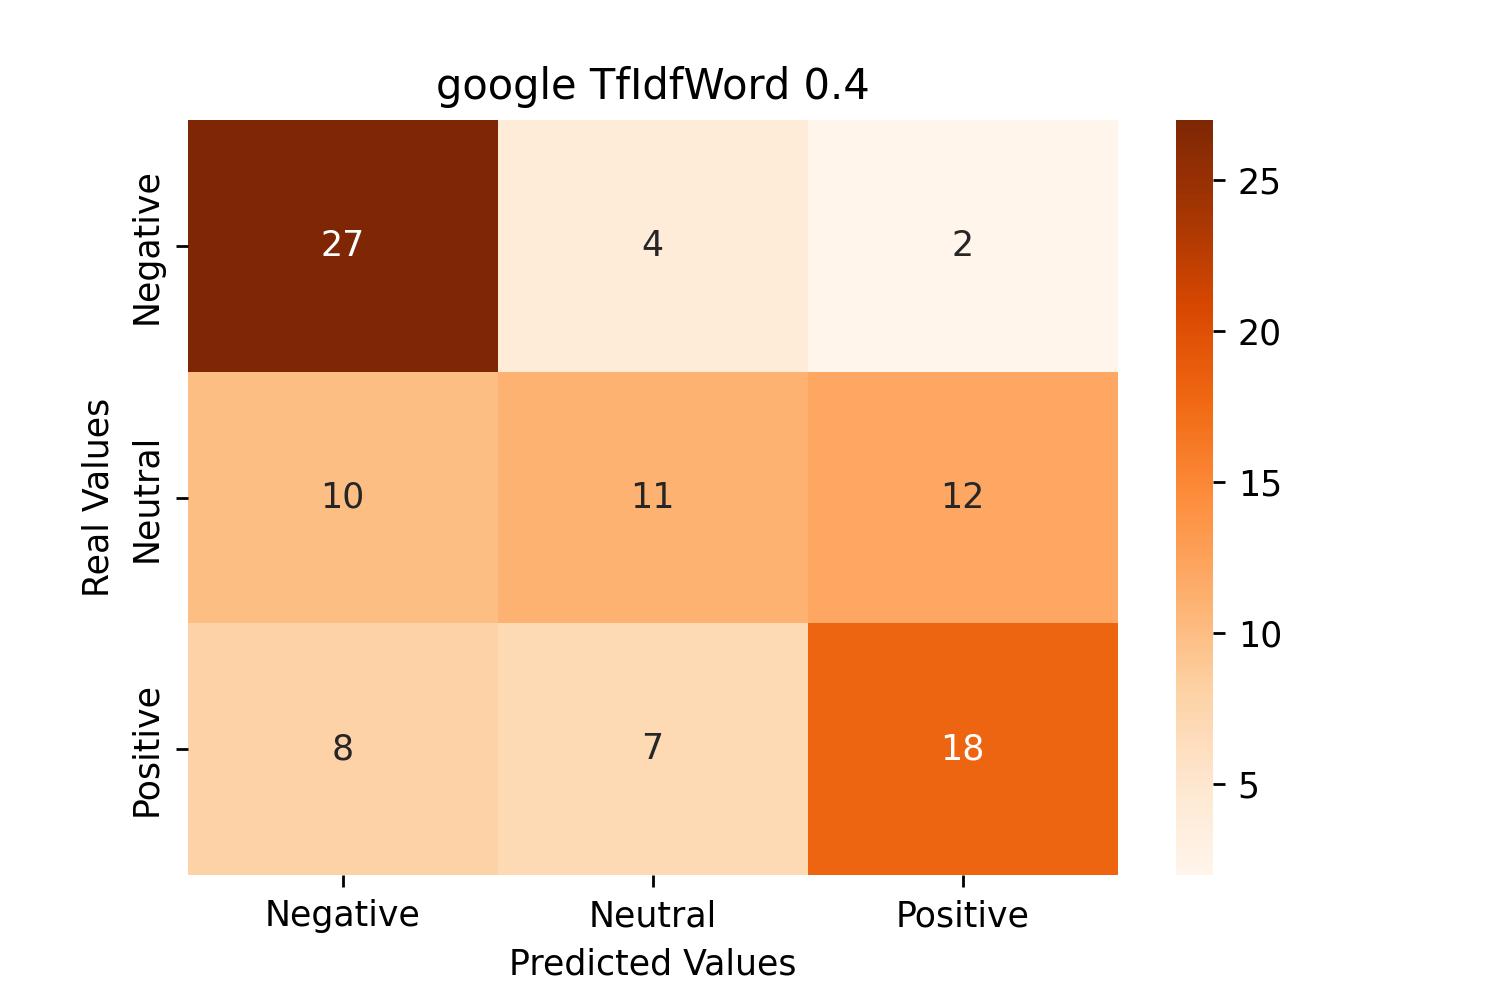 google TfIdfWord 0.4
Real Values
Negative
27 4 2
Neutral
10 11 12
Positive
8 7 18
Negative Neutral Positive
Predicted Values
25
20
15
10
5